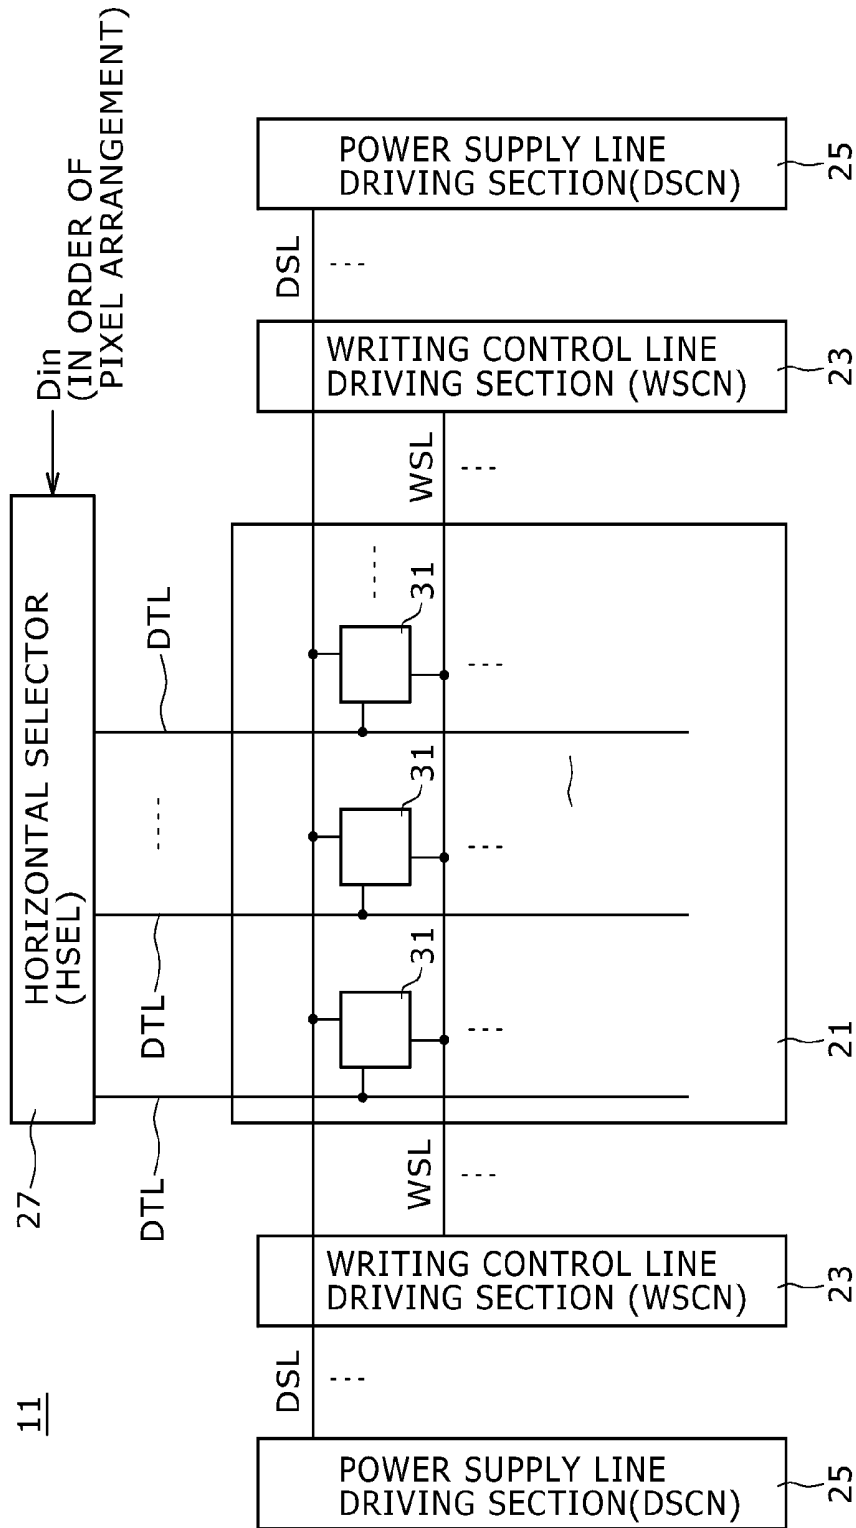 11
27
HORIZONTAL SELECTOR
(HSEL)
Din
(IN ORDER OF
PIXEL ARRANGEMENT)
DTL
DTL
DTL
POWER SUPPLY LINE
DRIVING SECTION(DSCN)
25
DSL
WRITING CONTROL LINE
DRIVING SECTION (WSCN)
23
WSL
31
31
31
21
WSL
WRITING CONTROL LINE
DRIVING SECTION (WSCN)
23
DSL
POWER SUPPLY LINE
DRIVING SECTION(DSCN)
25